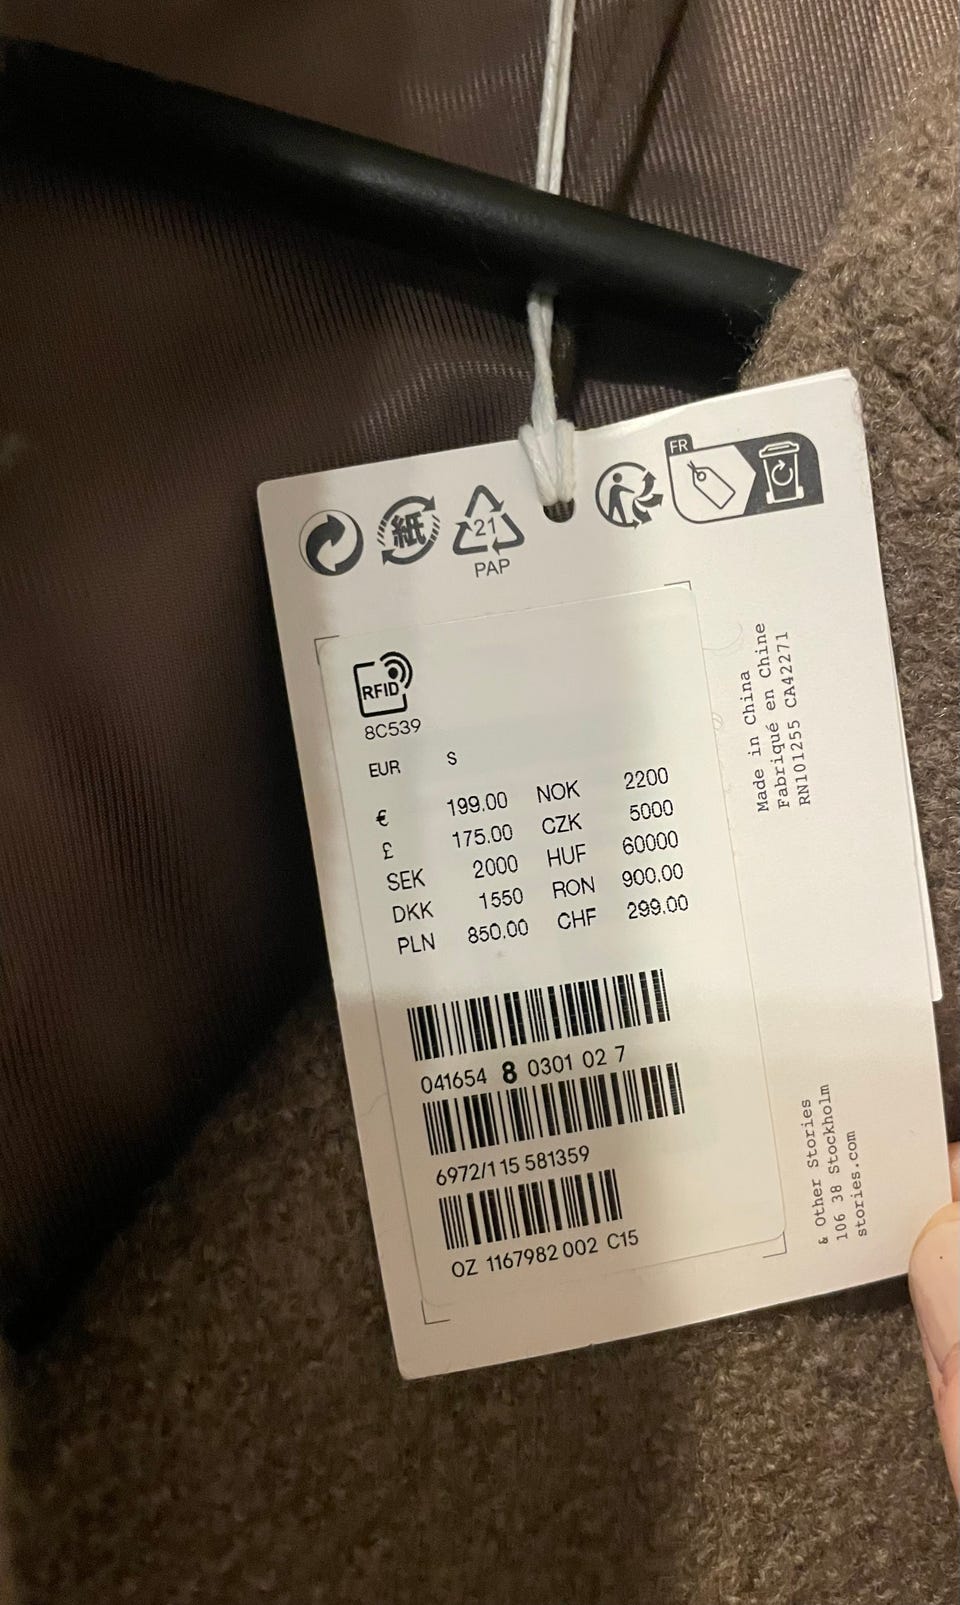 紙
21
PAP
FR
RFID
8C539
EUR S
€ 199.00 NOK 2200
£ 175.00 CZK 5000
SEK 2000 HUF 60000
DKK 1550 RON 900.00
PLN 850.00 CHF 299.00
041654 8 0301 02 7
6972/115 581359
OZ 1167982 002 C15
Made in China
Fabriqué en Chine
RN101255 CA42271
& Other Stories
106 38 Stockholm
stories.com